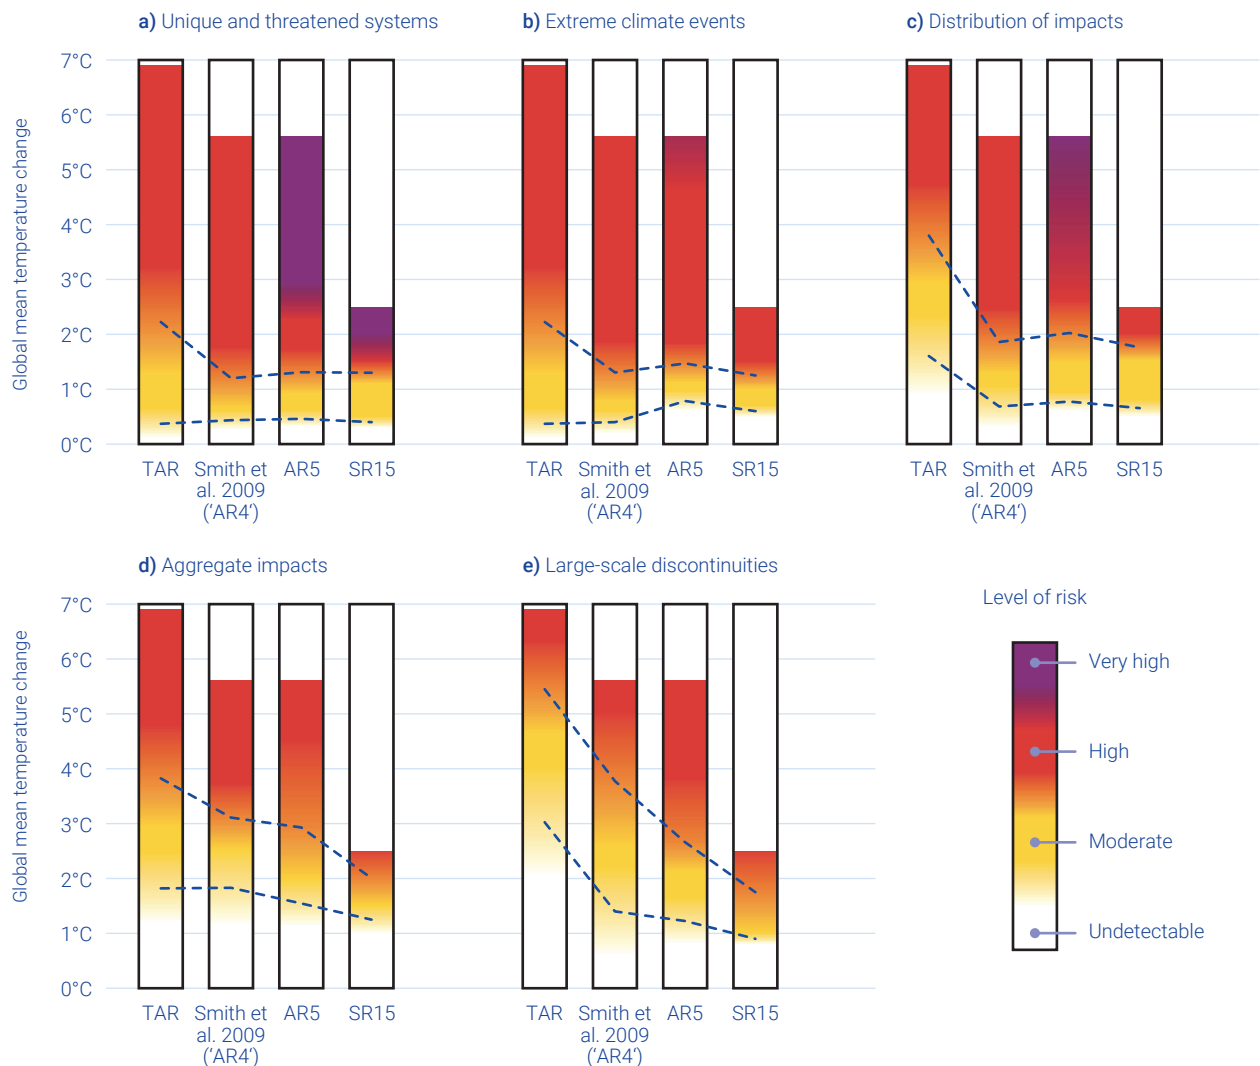 a) Unique and threatened systems
b) Extreme climate events
c) Distribution of impacts
Global mean temperature change
7°C
6°C
5°C
4°C
3°C
2°C
1°C
0°C
TAR
Smith et
al. 2009
(‘AR4‘)
AR5
SR15
TAR
Smith et
al. 2009
(‘AR4‘)
AR5
SR15
TAR
Smith et
al. 2009
(‘AR4‘)
AR5
SR15
d) Aggregate impacts
e) Large-scale discontinuities
Global mean temperature change
7°C
6°C
5°C
4°C
3°C
2°C
1°C
0°C
TAR
Smith et
al. 2009
(‘AR4‘)
AR5
SR15
TAR
Smith et
al. 2009
(‘AR4‘)
AR5
SR15
Level of risk
Very high
High
Moderate
Undetectable